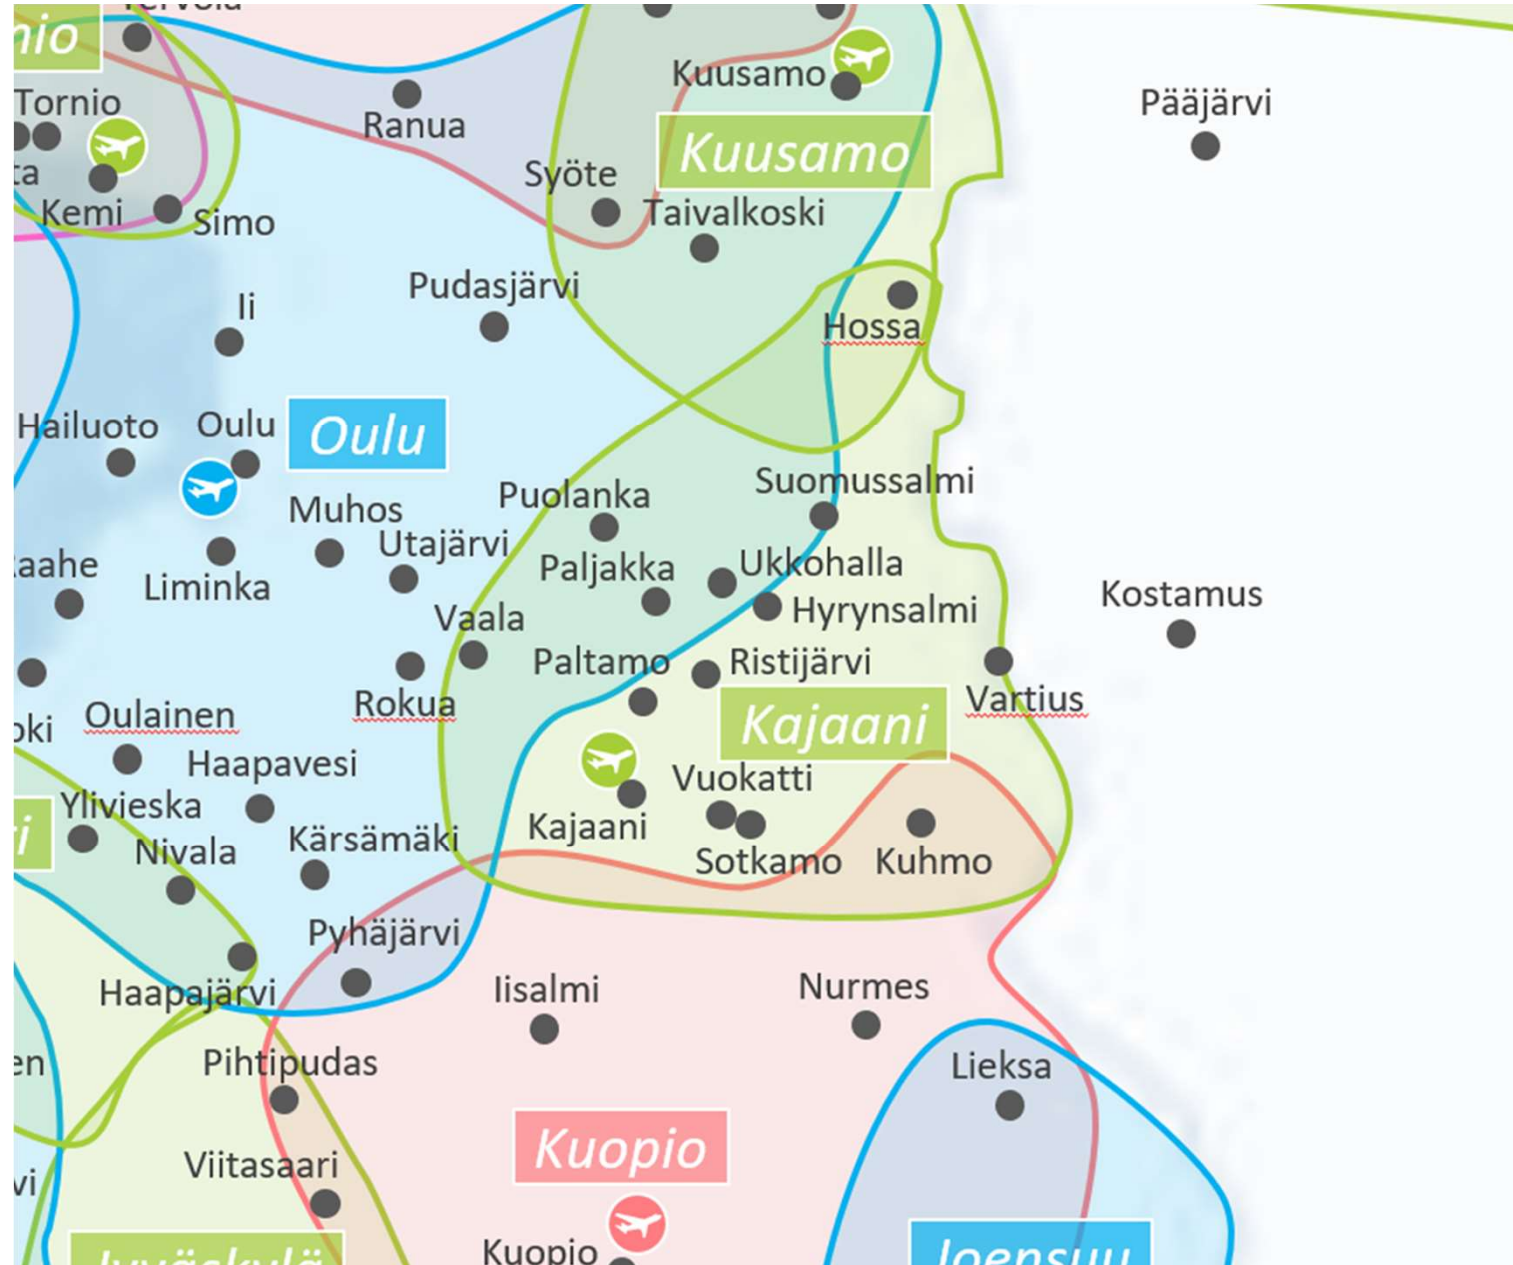 Kuusamo
Pääjärvi
Tornio
Ranua
Kuusamo
Syöte
Kemi
Simo
Taivalkoski
Pudasjärvi
Ii
Hossa
Hailuoto
Oulu
Oulu
Suomussalmi
Puolanka
Muhos
Utajärvi
Ukkohalla
Paljakka
Liminka
Kostamus
Hyrynsalmi
Vaala
Paltamo
Ristijärvi
Rokua
Vartius
Oulainen
Kajaani
Haapavesi
Vuokatti
Ylivieska
Kajaani
Kärsämäki
Nivala
Sotkamo
Kuhmo
Pyhäjärvi
Iisalmi
Nurmes
Haapajärvi
Pihtipudas
Lieksa
Kuopio
Viitasaari
Kuopio
Joensuu
Jyväskylä